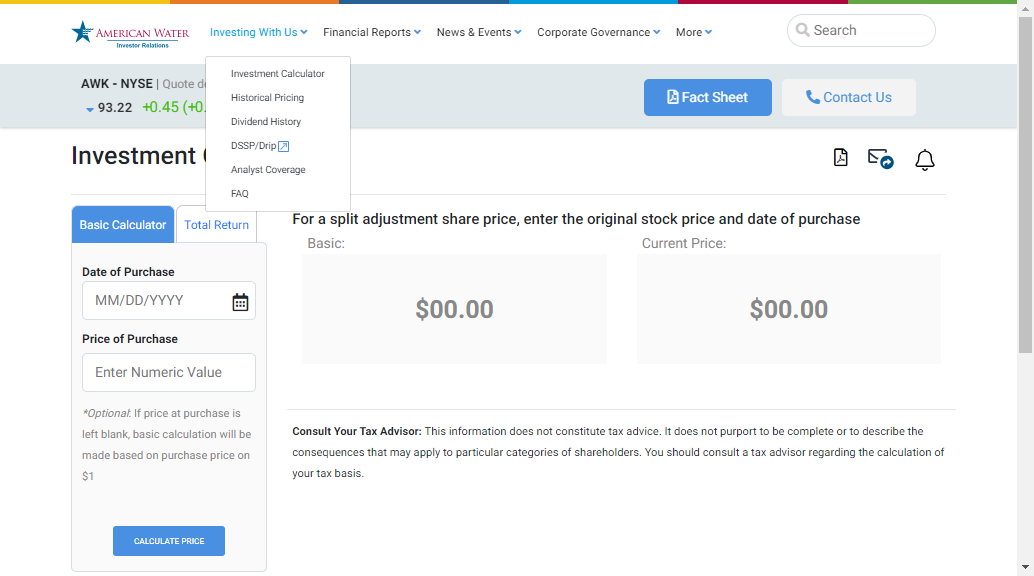 AMERICAN WATER
Investor Relations
Investing With Us
Financial Reports
News & Events
Corporate Governance
More
Search
Investment Calculator
Historical Pricing
Dividend History
DSSP/Drip
Analyst Coverage
FAQ
AWK - NYSE | Quote
93.22 +0.45
Fact Sheet
Contact Us
Investment
Basic Calculator
Total Return
Date of Purchase
MM/DD/YYYY
Price of Purchase
Enter Numeric Value
*Optional: If price at purchase is
left blank, basic calculation will be
made based on purchase price on
$1
CALCULATE PRICE
For a split adjustment share price, enter the original stock price and date of purchase
Basic:
Current Price:
$00.00
$00.00
Consult Your Tax Advisor: This information does not constitute tax advice. It does not purport to be complete or to describe the
consequences that may apply to particular categories of shareholders. You should consult a tax advisor regarding the calculation of
your tax basis.